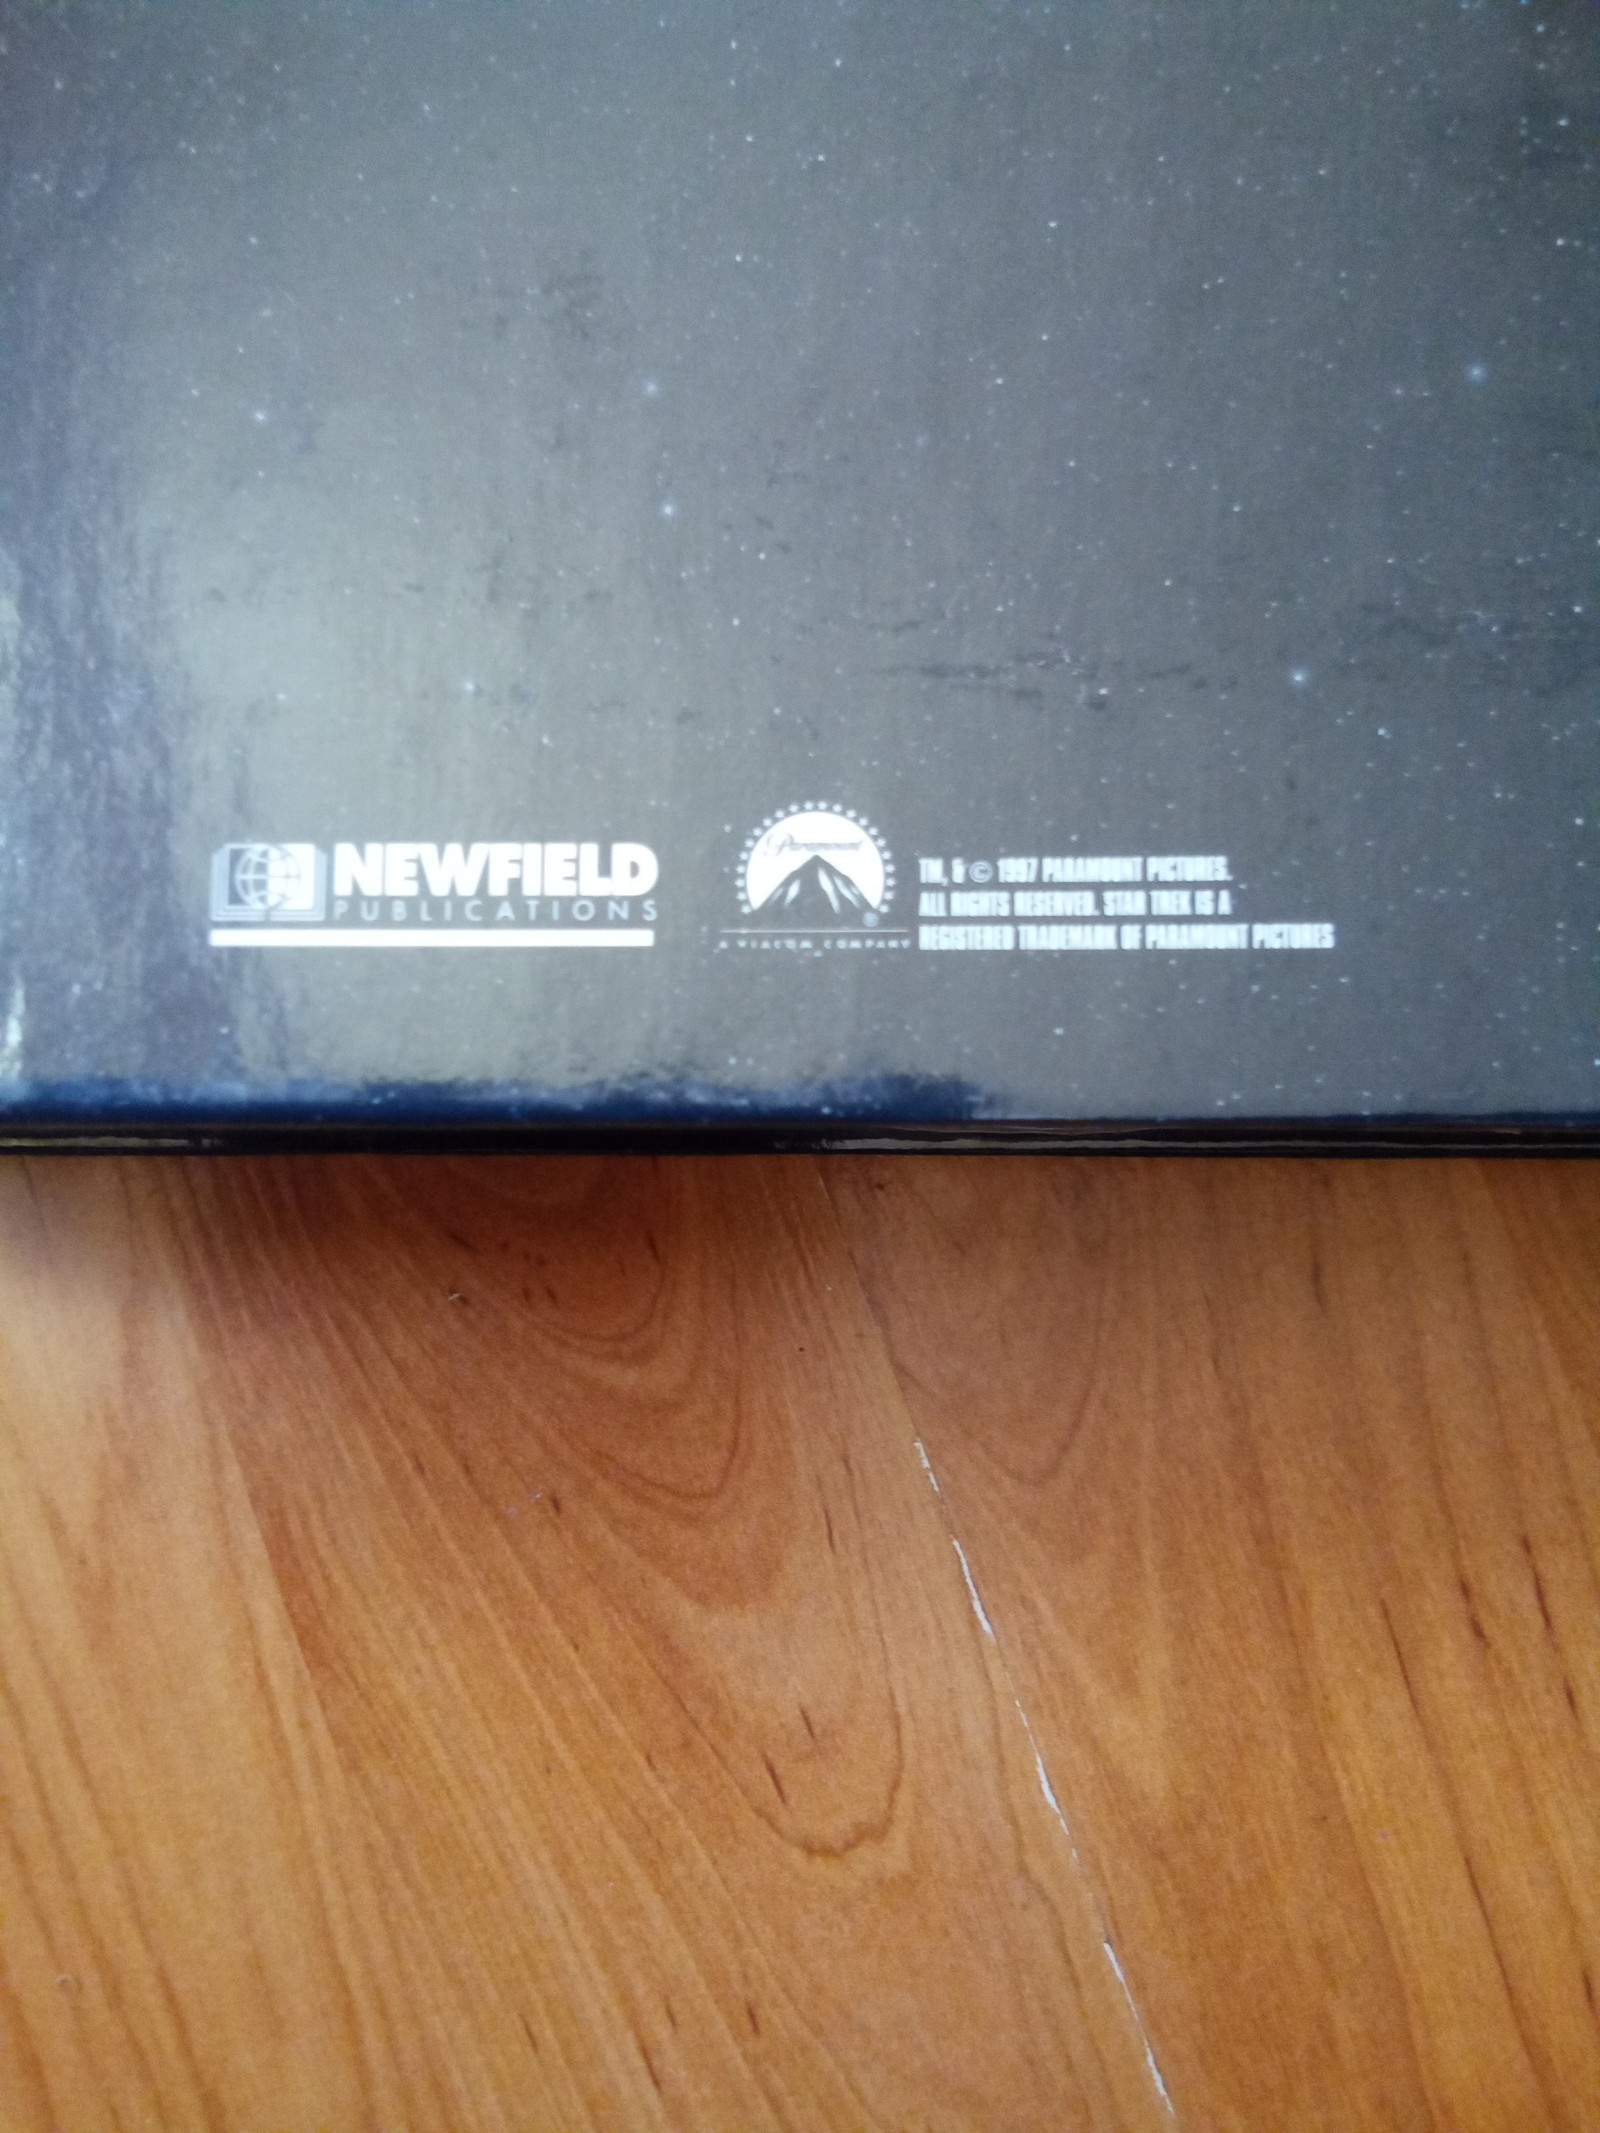 NEWFIELD
PUBLICATIONS
Paramount
®
A VIACOM COMPANY
TM, & © 1997 PARAMOUNT PICTURES.
ALL RIGHTS RESERVED. STAR TREK IS A
REGISTERED TRADEMARK OF PARAMOUNT PICTURES